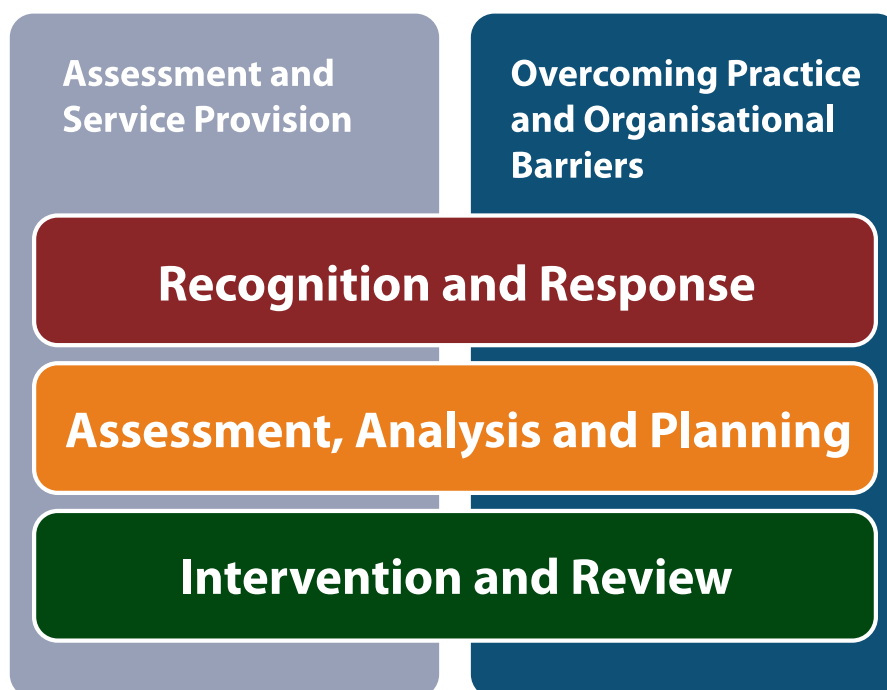 Assessment and
Service Provision
Overcoming Practice
and Organisational
Barriers
Recognition and Response
Assessment, Analysis and Planning
Intervention and Review